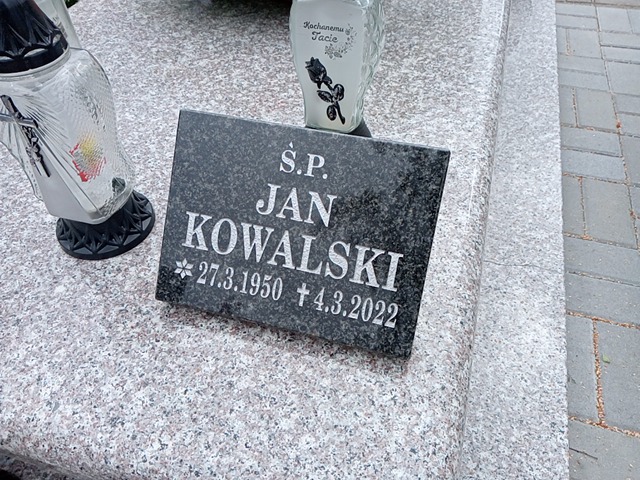 Kochanemu
Tacie
Ṡ.P.
JAN
KOWALSKI
27.3.1950 4.3.2022